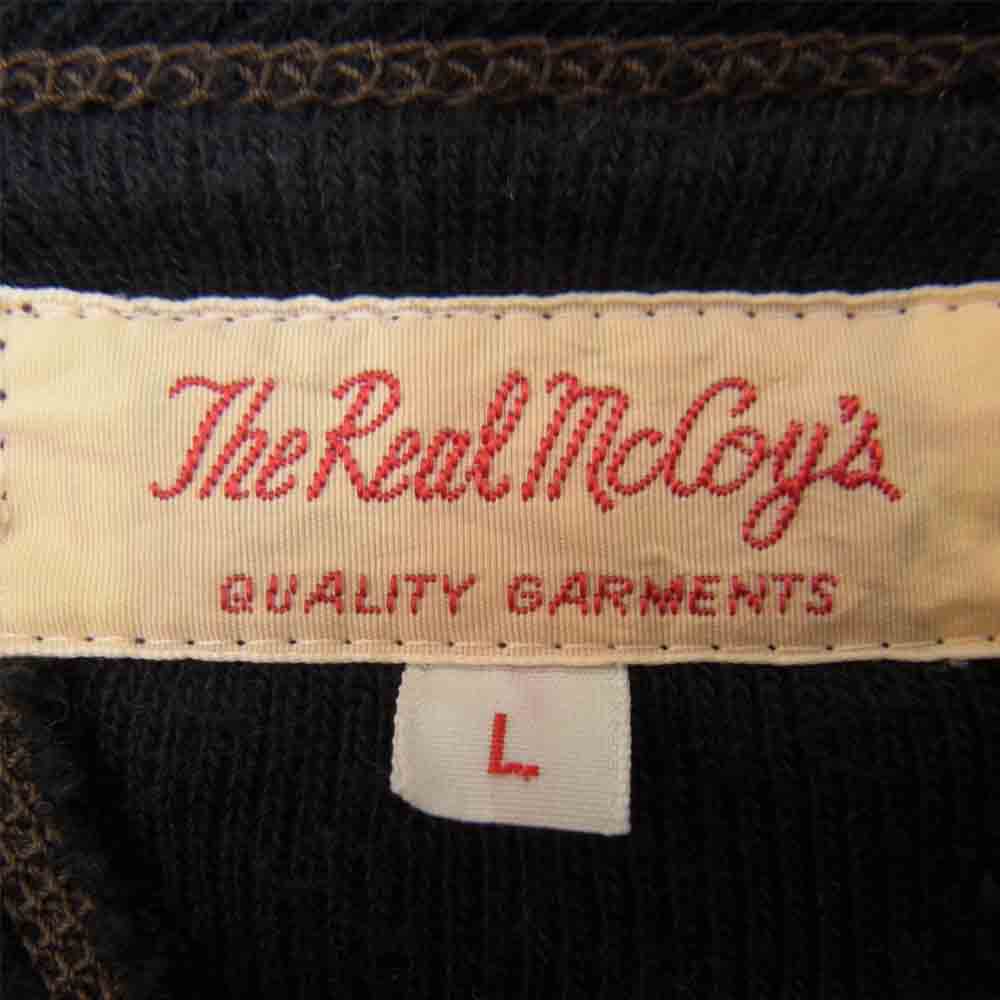 The Real McCoy's
QUALITY GARMENTS
L